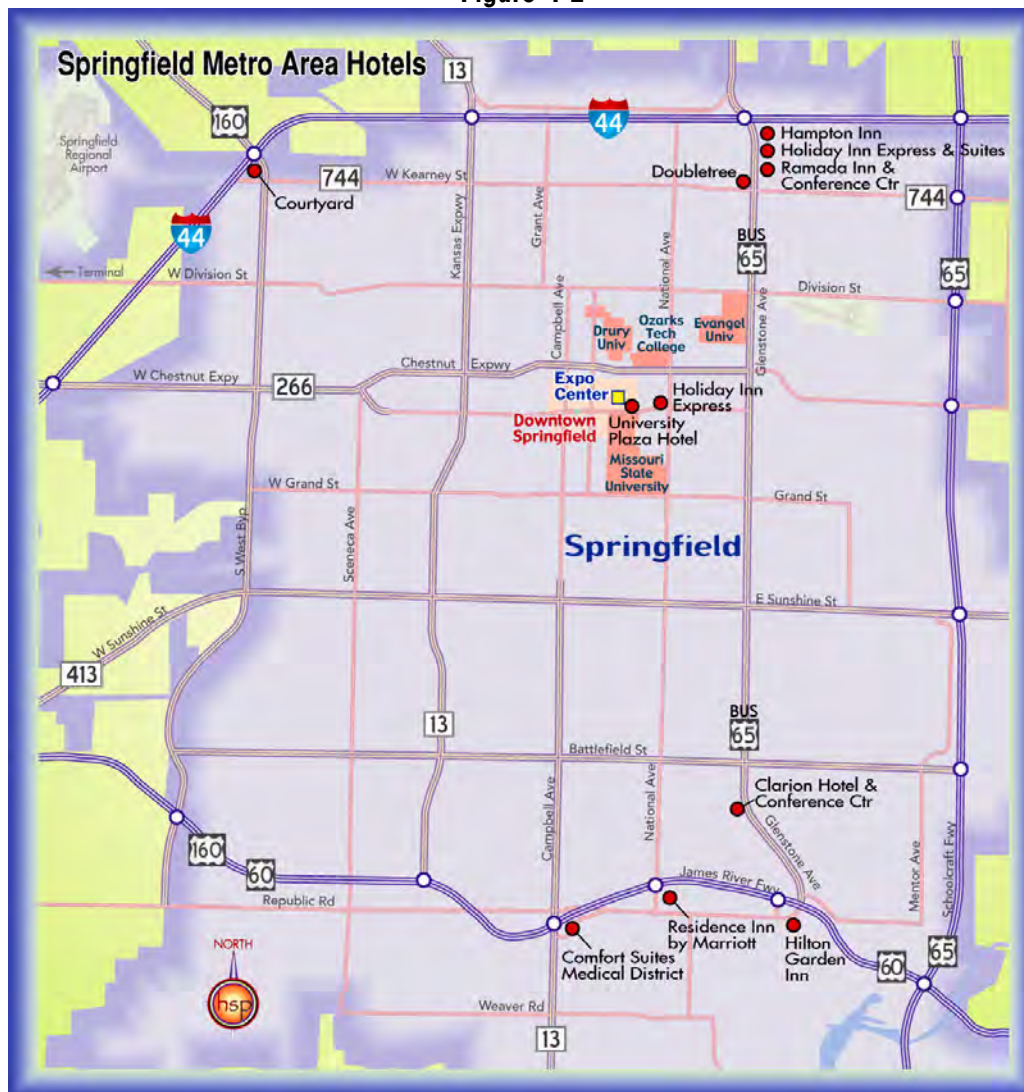 Figure 4-2
Springfield Metro Area Hotels
13
160
44
Hampton Inn
Holiday Inn Express & Suites
Ramada Inn &
Conference Ctr
Springfield
Regional
Airport
Doubletree
744
W Kearney St
Courtyard
744
44
Kansas Expwy
Grant Ave
National Ave
BUS
65
65
Terminal
W Division St
Division St
Campbell Ave
Glenstone Ave
Drury
Univ
Ozarks
Tech
College
Evangel
Univ
Chestnut Expwy
W Chestnut Expy
266
Expo
Center
Holiday Inn
Express
Downtown
Springfield
University
Plaza Hotel
Missouri
State
University
W Grand St
Grand St
S West Byp
Sceneca Ave
Springfield
E Sunshine St
W Sunshine St
413
13
BUS
65
Battlefield St
Clarion Hotel &
Conference Ctr
Campbell Ave
National Ave
Glenstone Ave
Mentor Ave
Schoolcraft Fwy
160
60
James River Fwy
Republic Rd
Residence Inn
by Marriott
Comfort Suites
Medical District
Hilton
Garden
Inn
60
65
NORTH
hsp
Weaver Rd
13